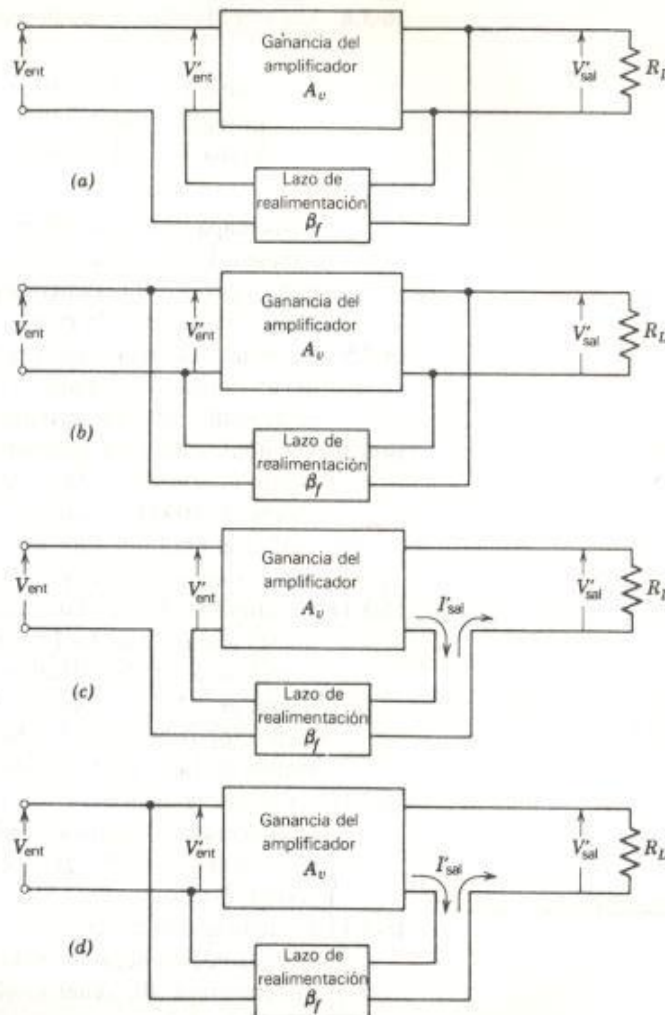 Ganancia del
amplificador
A_v
V_ent
V'_ent
V'_sal
R_L
(a)
Lazo de
realimentación
β_f
Ganancia del
amplificador
A_v
V_ent
V'_ent
V'_sal
R_L
(b)
Lazo de
realimentación
β_f
Ganancia del
amplificador
A_v
V_ent
V'_ent
I'_sal
V'_sal
R_L
(c)
Lazo de
realimentación
β_f
Ganancia del
amplificador
A_v
V_ent
V'_ent
I'_sal
V'_sal
R_L
(d)
Lazo de
realimentación
β_f